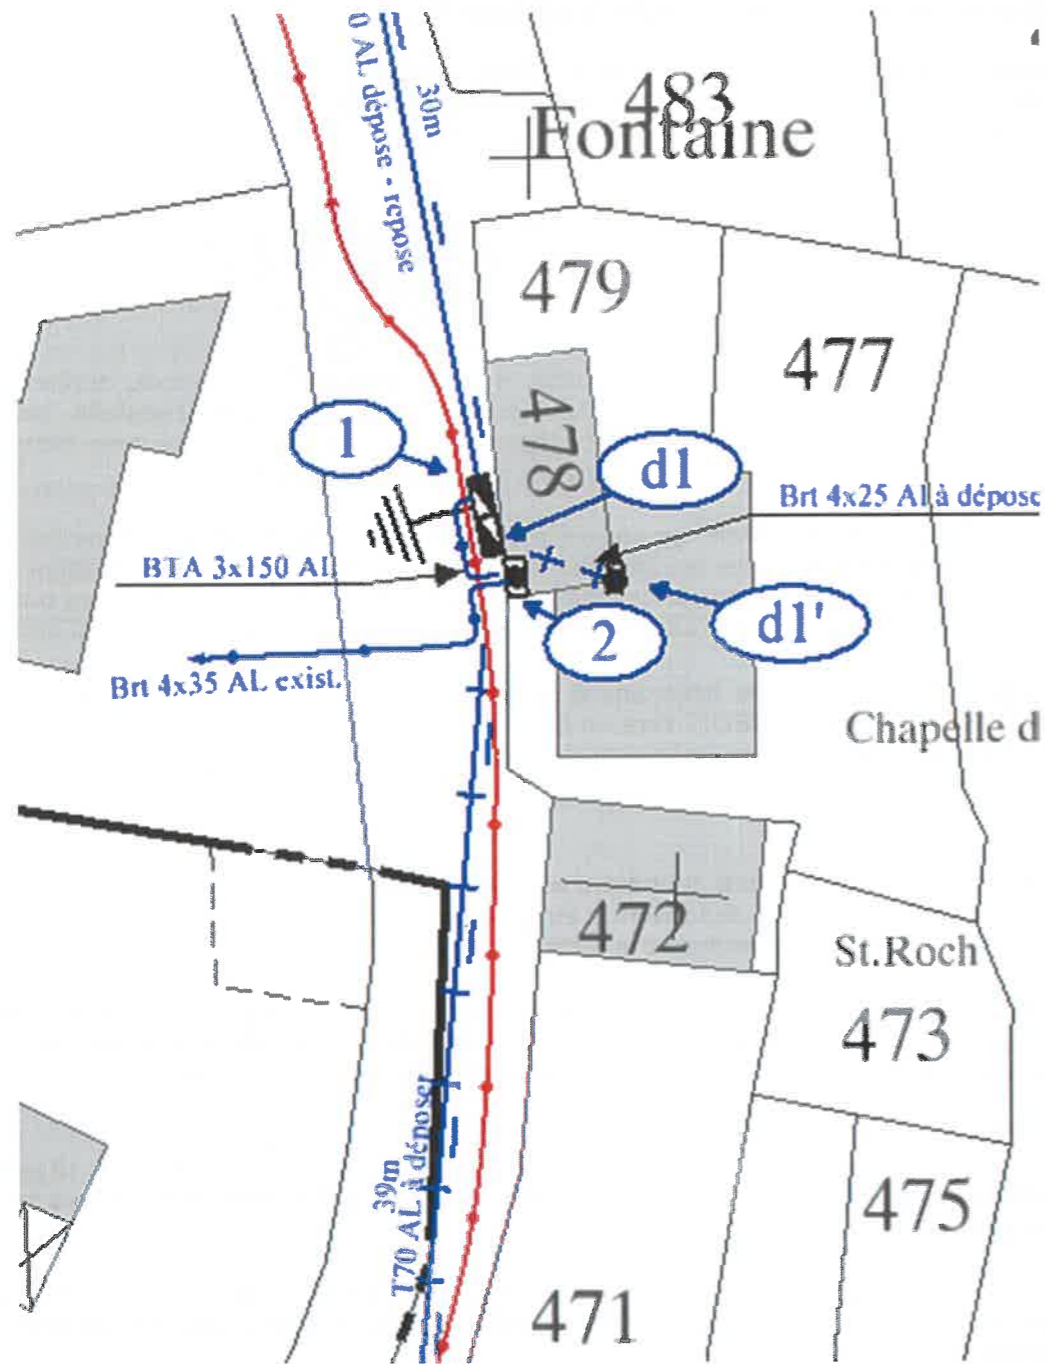 0 AL dépose - repose
30m
483
Fontaine
479
477
478
1
d1
Brt 4x25 Al à dépose
BTA 3x150 Al
2
d1'
Brt 4x35 AL exist.
Chapelle d
472
St.Roch
473
39m
T70 AL à déposer
475
471